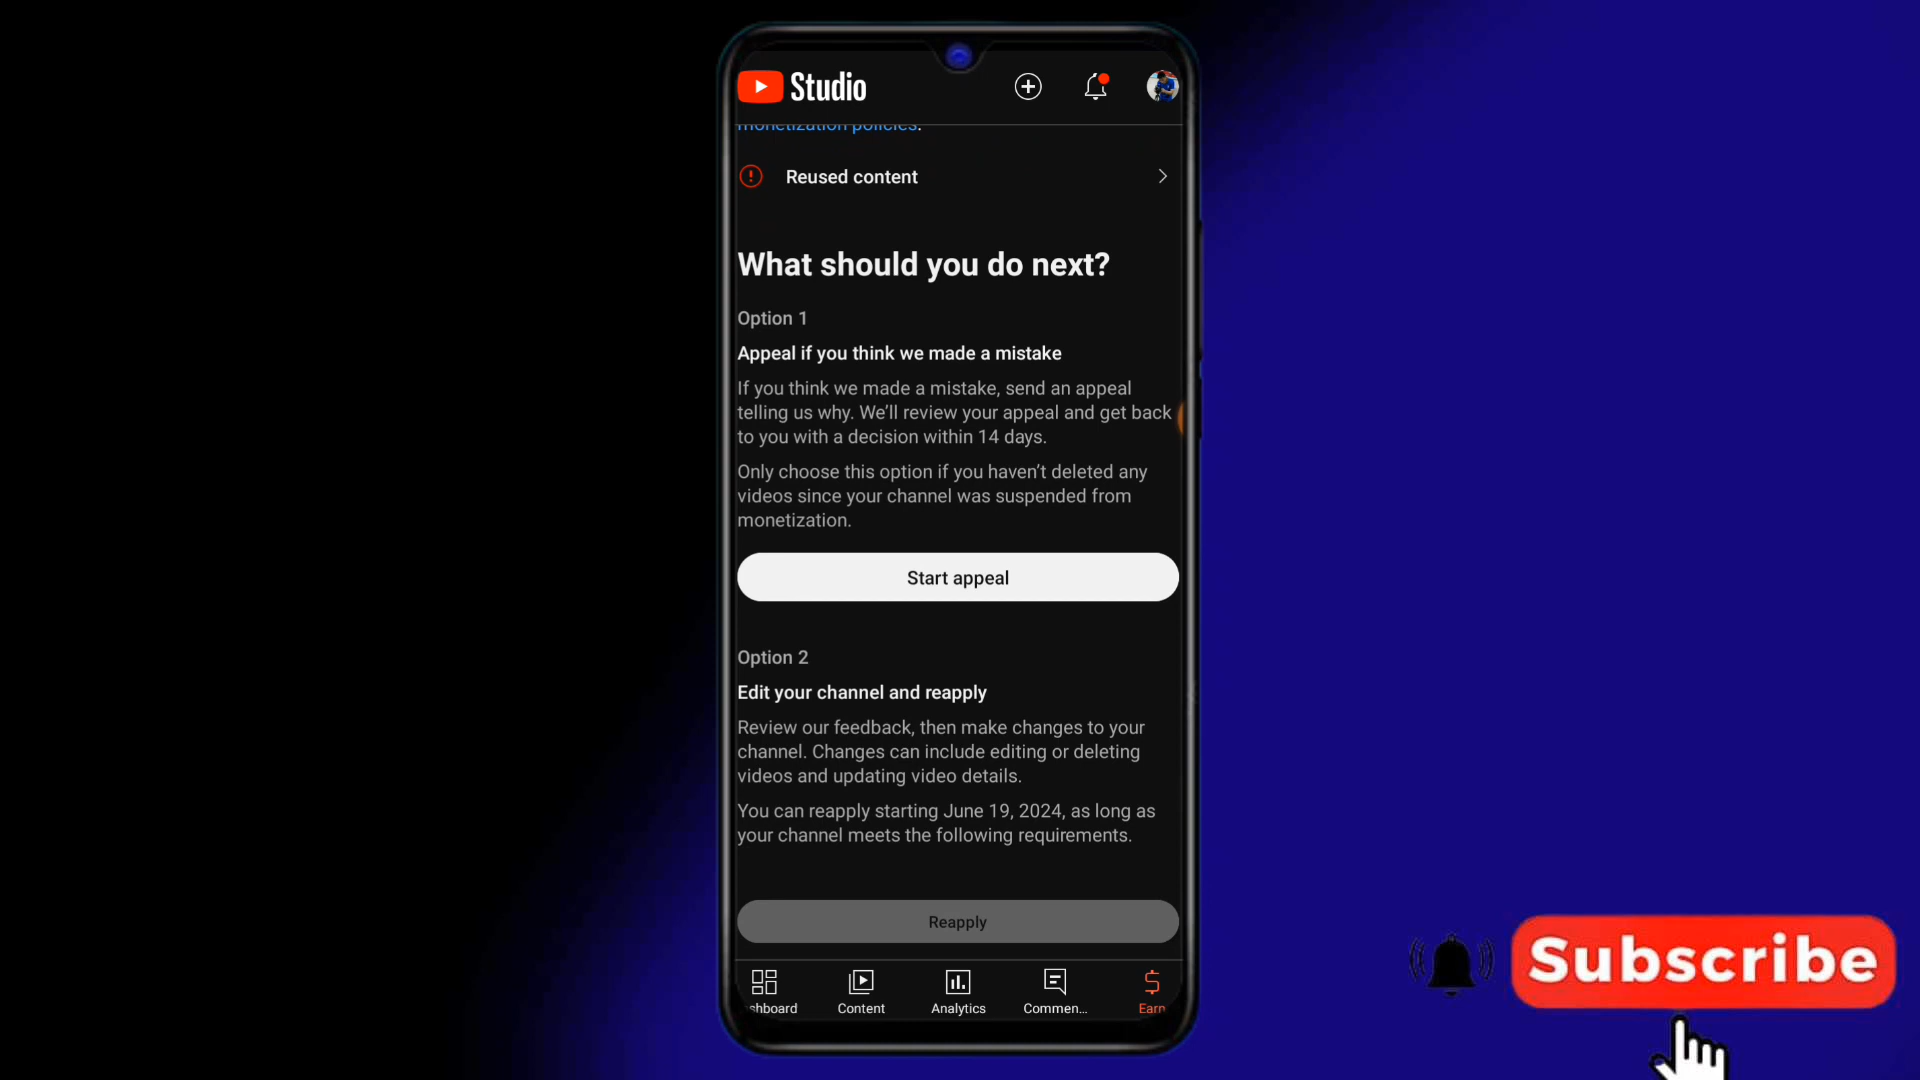 Studio
monetization policies.
Reused content
What should you do next?
Option 1
Appeal if you think we made a mistake
If you think we made a mistake, send an appeal
telling us why. We'll review your appeal and get back
to you with a decision within 14 days.
Only choose this option if you haven't deleted any
videos since your channel was suspended from
monetization.
Start appeal
Option 2
Edit your channel and reapply
Review our feedback, then make changes to your
channel. Changes can include editing or deleting
videos and updating video details.
You can reapply starting June 19, 2024, as long as
your channel meets the following requirements.
Reapply
shboard Content Analytics Commen... Earn
Subscribe